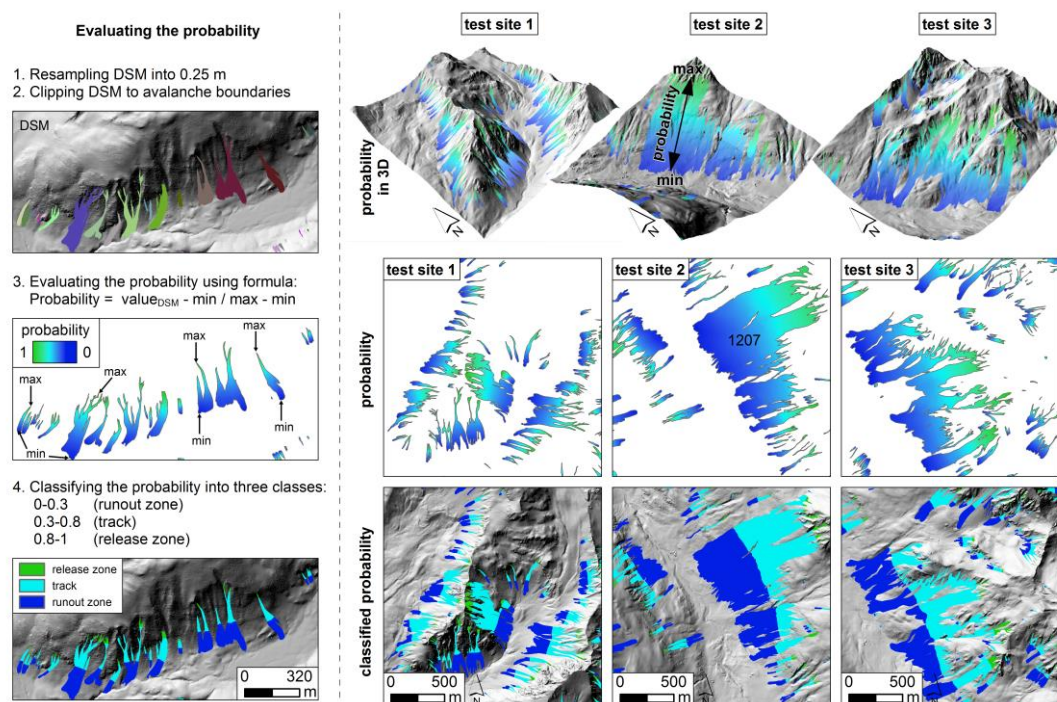 Evaluating the probability
1. Resampling DSM into 0.25 m
2. Clipping DSM to avalanche boundaries
DSM
3. Evaluating the probability using formula:
Probability = valueDSM - min / max - min
probability
1 0
max
max
max
max
min
min
min
4. Classifying the probability into three classes:
0-0.3 (runout zone)
0.3-0.8 (track)
0.8-1 (release zone)
release zone
track
runout zone
0 320
m
test site 1
test site 2
test site 3
probability
in 3D
max
probability
min
N
N
N
probability
test site 1
test site 2
test site 3
1207
classified probability
0 500
m
N
0 500
m
N
0 500
m
N